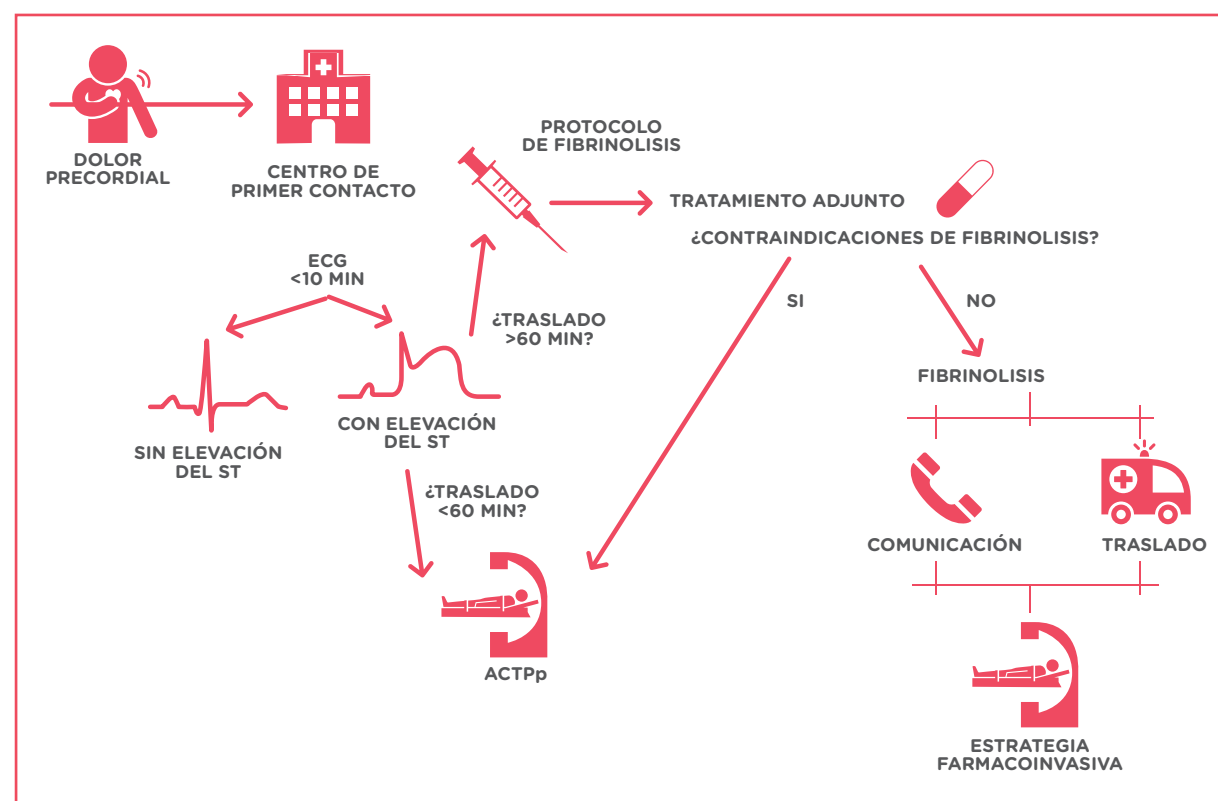 DOLOR
PRECORDIAL
CENTRO DE
PRIMER CONTACTO
PROTOCOLO
DE FIBRINOLISIS
TRATAMIENTO ADJUNTO
¿CONTRAINDICACIONES DE FIBRINOLISIS?
ECG
<10 MIN
¿TRASLADO
>60 MIN?
SI
NO
SIN ELEVACIÓN
DEL ST
CON ELEVACIÓN
DEL ST
FIBRINOLISIS
¿TRASLADO
<60 MIN?
COMUNICACIÓN
TRASLADO
ACTPp
ESTRATEGIA
FARMACOINVASIVA